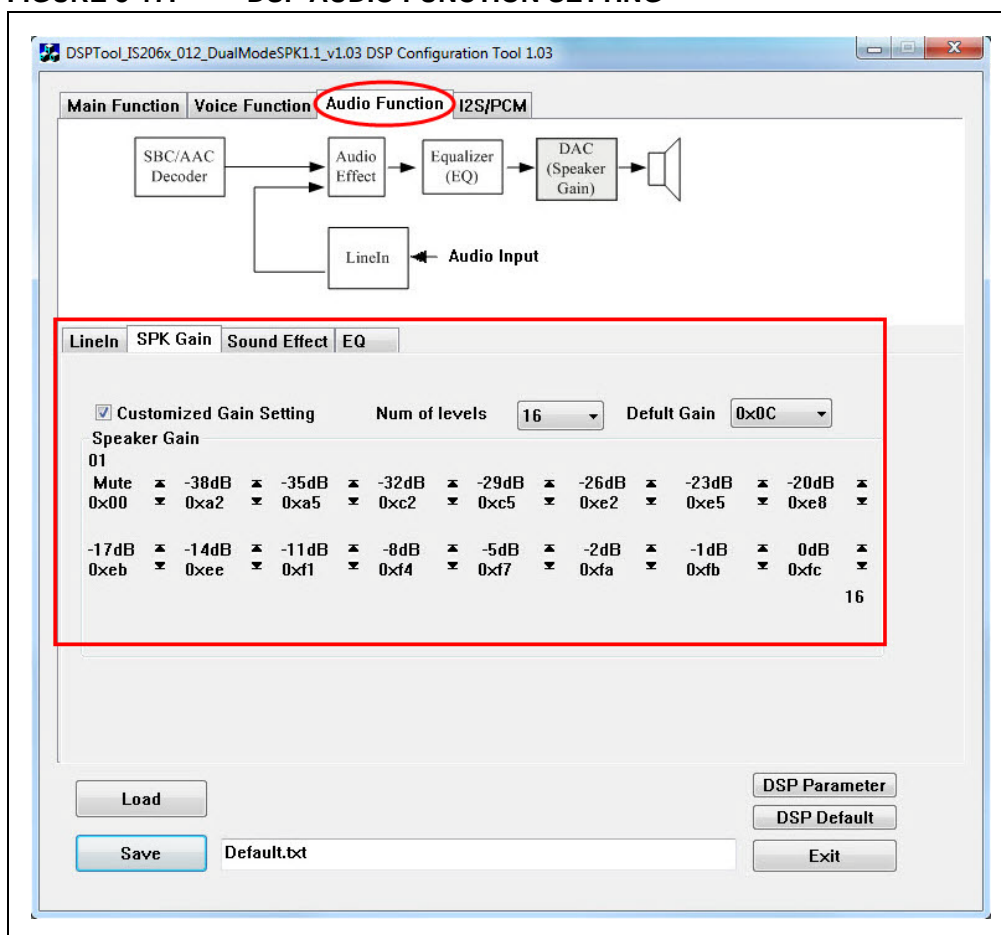 DSPTool_IS206x_012_DualModeSPK1.1_v1.03 DSP Configuration Tool 1.03
Main Function Voice Function Audio Function I2S/PCM
SBC/AAC Decoder
Audio Effect
Equalizer (EQ)
DAC (Speaker Gain)
LineIn
Audio Input
LineIn SPK Gain Sound Effect EQ
Customized Gain Setting Num of levels 16 Defult Gain 0x0C
Speaker Gain
01
Mute -38dB -35dB -32dB -29dB -26dB -23dB -20dB
0x00 0xa2 0xa5 0xc2 0xc5 0xe2 0xe5 0xe8
-17dB -14dB -11dB -8dB -5dB -2dB -1dB 0dB
0xeb 0xee 0xf1 0xf4 0xf7 0xfa 0xfb 0xfc
16
Load
DSP Parameter
DSP Default
Save Default.txt Exit